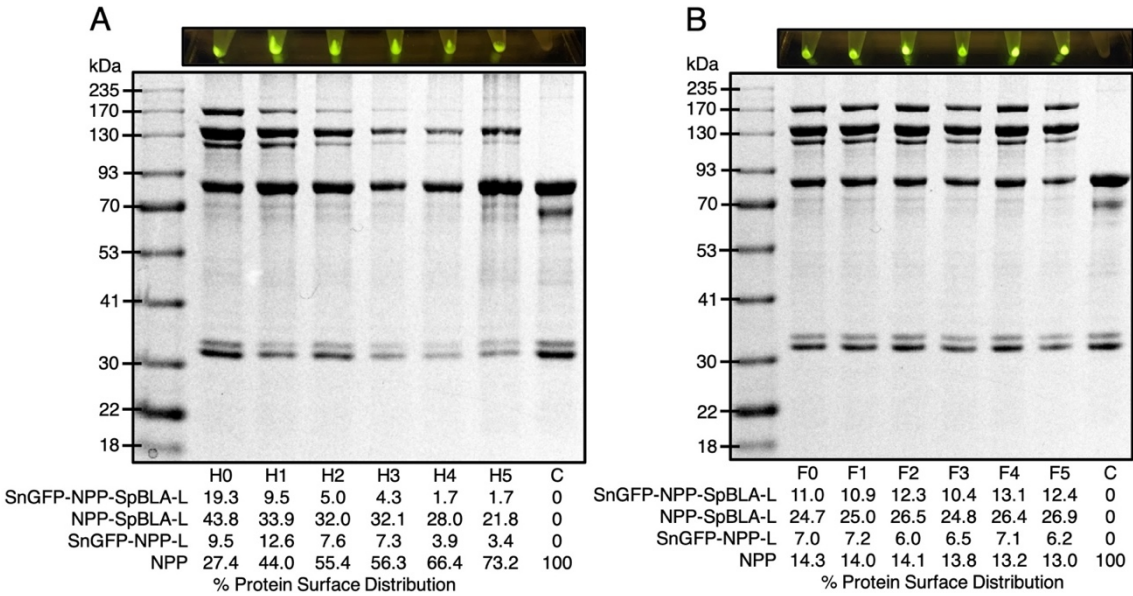 A
kDa
235
170
130
93
70
53
41
30
22
18
H0 H1 H2 H3 H4 H5 C
SnGFP-NPP-SpBLA-L 19.3 9.5 5.0 4.3 1.7 1.7 0
NPP-SpBLA-L 43.8 33.9 32.0 32.1 28.0 21.8 0
SnGFP-NPP-L 9.5 12.6 7.6 7.3 3.9 3.4 0
NPP 27.4 44.0 55.4 56.3 66.4 73.2 100
% Protein Surface Distribution
B
kDa
235
170
130
93
70
53
41
30
22
18
F0 F1 F2 F3 F4 F5 C
SnGFP-NPP-SpBLA-L 11.0 10.9 12.3 10.4 13.1 12.4 0
NPP-SpBLA-L 24.7 25.0 26.5 24.8 26.4 26.9 0
SnGFP-NPP-L 7.0 7.2 6.0 6.5 7.1 6.2 0
NPP 14.3 14.0 14.1 13.8 13.2 13.0 100
% Protein Surface Distribution